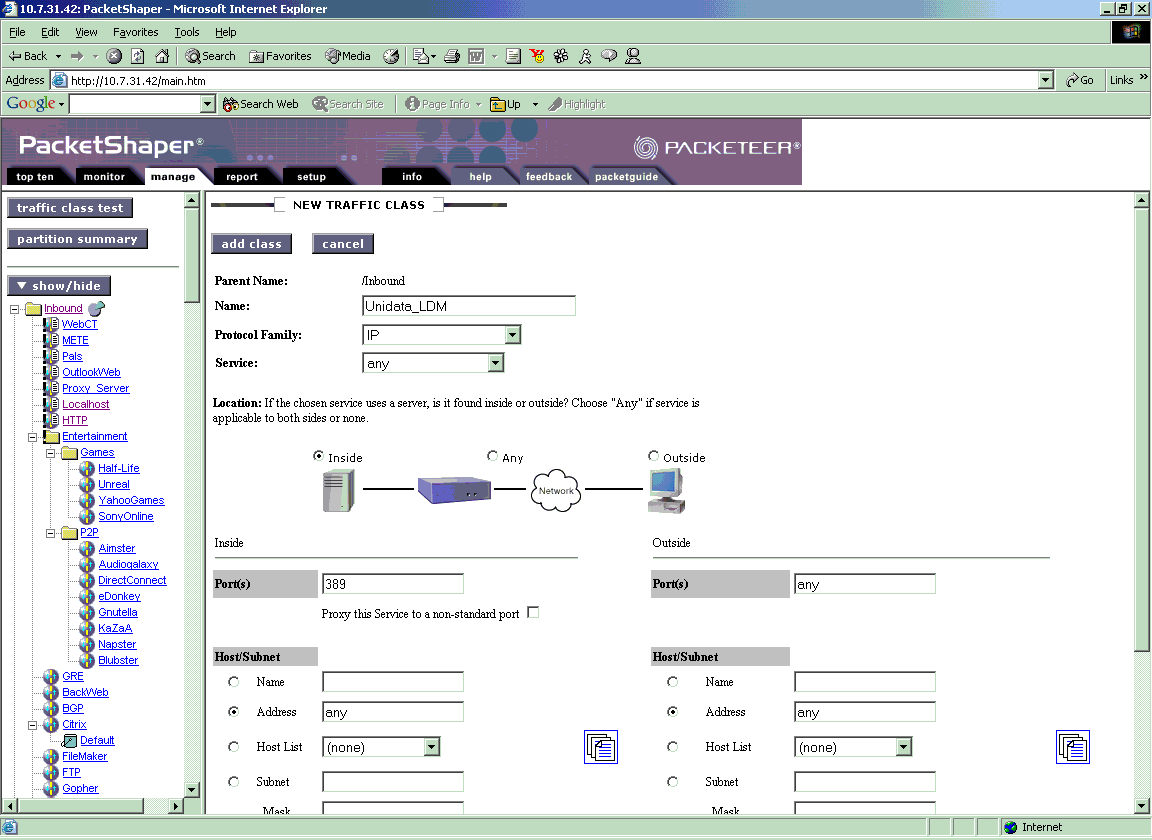 10.7.31.42: PacketShaper - Microsoft Internet Explorer
File Edit View Favorites Tools Help
Back Search Favorites Media
Address http://10.7.31.42/main.htm Go Links »
Google Search Web Search Site Page Info Up Highlight
PacketShaper® PACKETEER®
top ten monitor manage report setup info help feedback packetguide
traffic class test
partition summary
show/hide
Inbound
WebCT
METE
Pals
OutlookWeb
Proxy_Server
Localhost
HTTP
Entertainment
Games
Half-Life
Unreal
YahooGames
SonyOnline
P2P
Aimster
Audiogalaxy
DirectConnect
eDonkey
Gnutella
KaZaA
Napster
Blubster
GRE
BackWeb
BGP
Citrix
Default
FileMaker
FTP
Gopher
NEW TRAFFIC CLASS
add class cancel
Parent Name: /Inbound
Name: Unidata_LDM
Protocol Family: IP
Service: any
Location: If the chosen service uses a server, is it found inside or outside? Choose "Any" if service is
applicable to both sides or none.
Inside Any Outside
Network
Inside Outside
Port(s) 389 Port(s) any
Proxy this Service to a non-standard port
Host/Subnet Host/Subnet
Name Name
Address any Address any
Host List (none) Host List (none)
Subnet Subnet
Mask Mask
Internet